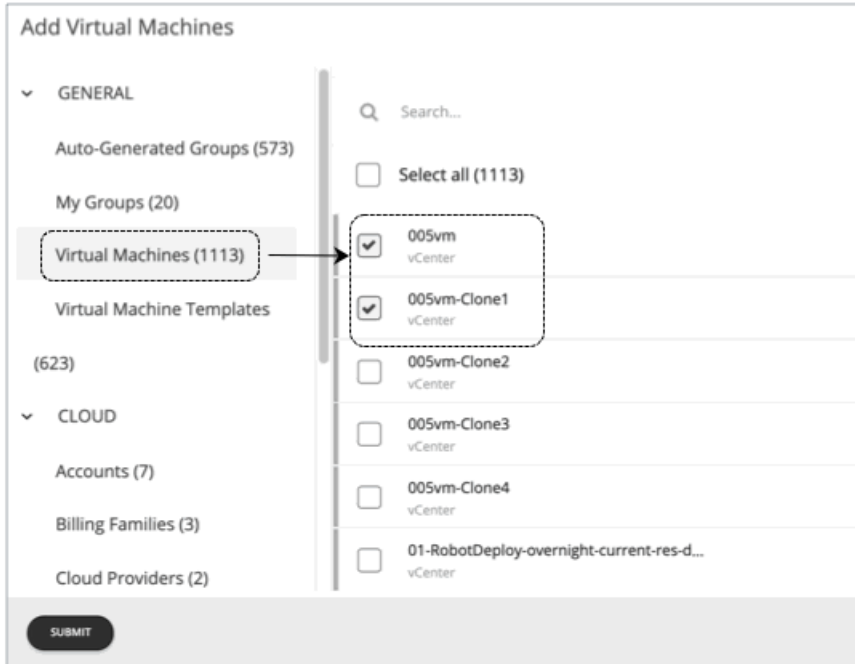 Add Virtual Machines
GENERAL
Auto-Generated Groups (573)
My Groups (20)
Virtual Machines (1113)
Virtual Machine Templates
(623)
CLOUD
Accounts (7)
Billing Families (3)
Cloud Providers (2)
Search...
Select all (1113)
005vm
vCenter
005vm-Clone1
vCenter
005vm-Clone2
vCenter
005vm-Clone3
vCenter
005vm-Clone4
vCenter
01-RobotDeploy-overnight-current-res-d...
vCenter
SUBMIT